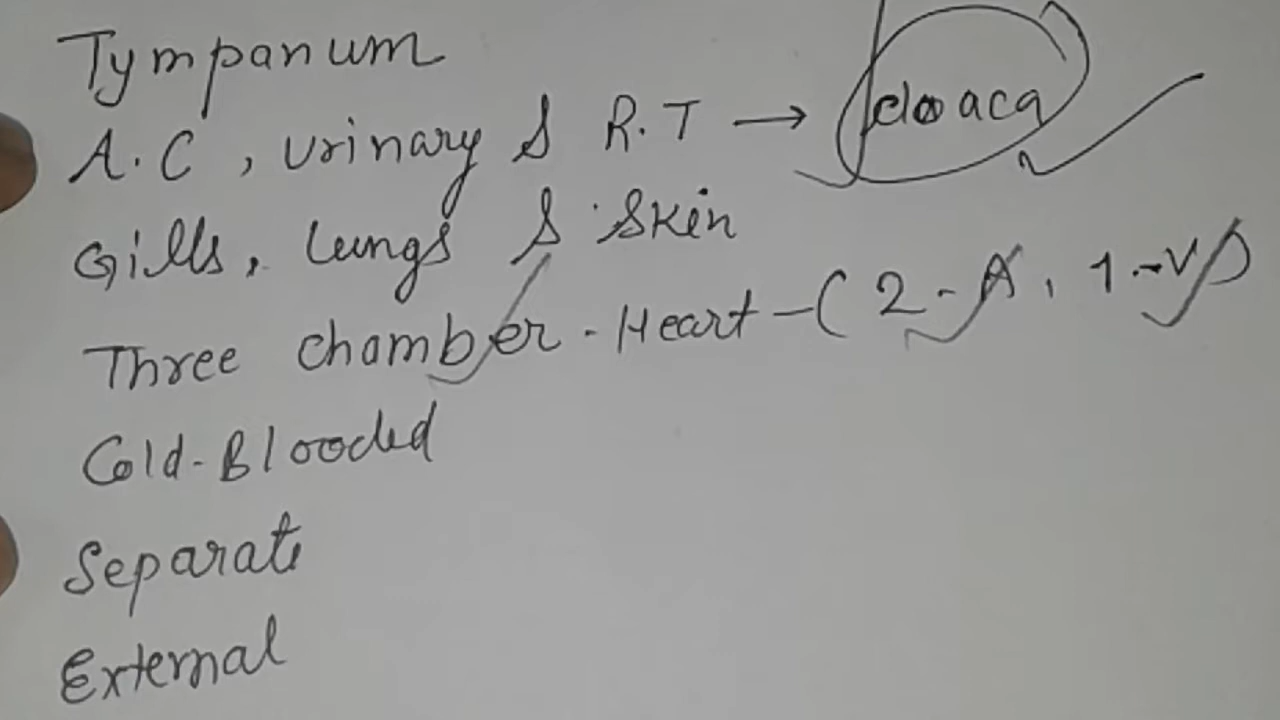 Tympanum
A.C, urinary & R.T → cloaca
Gills, lungs & skin
Three chamber - Heart - (2-A, 1-V)
Cold-Blooded
Separate
External